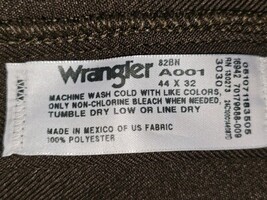 Wrangler
82BN
A001
44 X 32
MACHINE WASH COLD WITH LIKE COLORS,
ONLY NON-CHLORINE BLEACH WHEN NEEDED,
TUMBLE DRY LOW OR LINE DRY
MADE IN MEXICO OF US FABRIC
100% POLYESTER